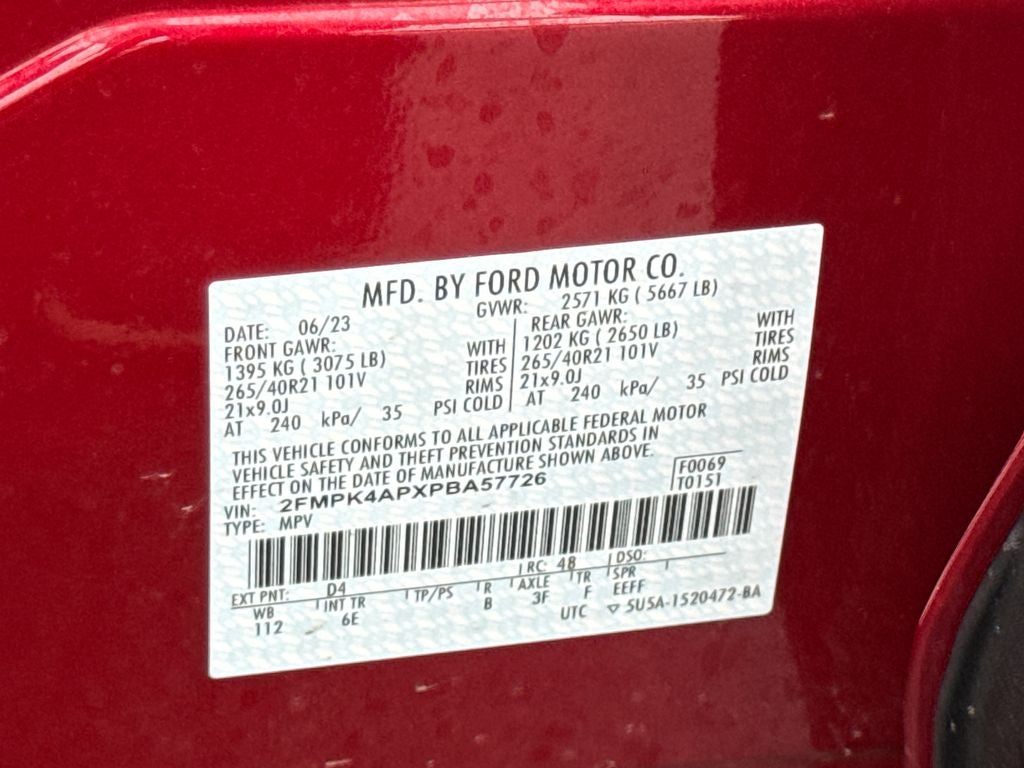 MFD. BY FORD MOTOR CO.
DATE: 06/23 GVWR: 2571 KG ( 5667 LB)
FRONT GAWR: REAR GAWR:
1395 KG ( 3075 LB) WITH 1202 KG ( 2650 LB) WITH
265/40R21 101V TIRES 265/40R21 101V TIRES
21x9.0J RIMS 21x9.0J RIMS
AT 240 kPa/ 35 PSI COLD AT 240 kPa/ 35 PSI COLD
THIS VEHICLE CONFORMS TO ALL APPLICABLE FEDERAL MOTOR
VEHICLE SAFETY AND THEFT PREVENTION STANDARDS IN
EFFECT ON THE DATE OF MANUFACTURE SHOWN ABOVE.
VIN: 2FMPK4APXPBA57726 F0069
TYPE: MPV T0151
EXT PNT: D4 RC: 48 DSO:
WB INT TR TP/PS R AXLE TR SPR
112 6E B 3F F EEFF
UTC ▽ 5U5A-1520472-BA